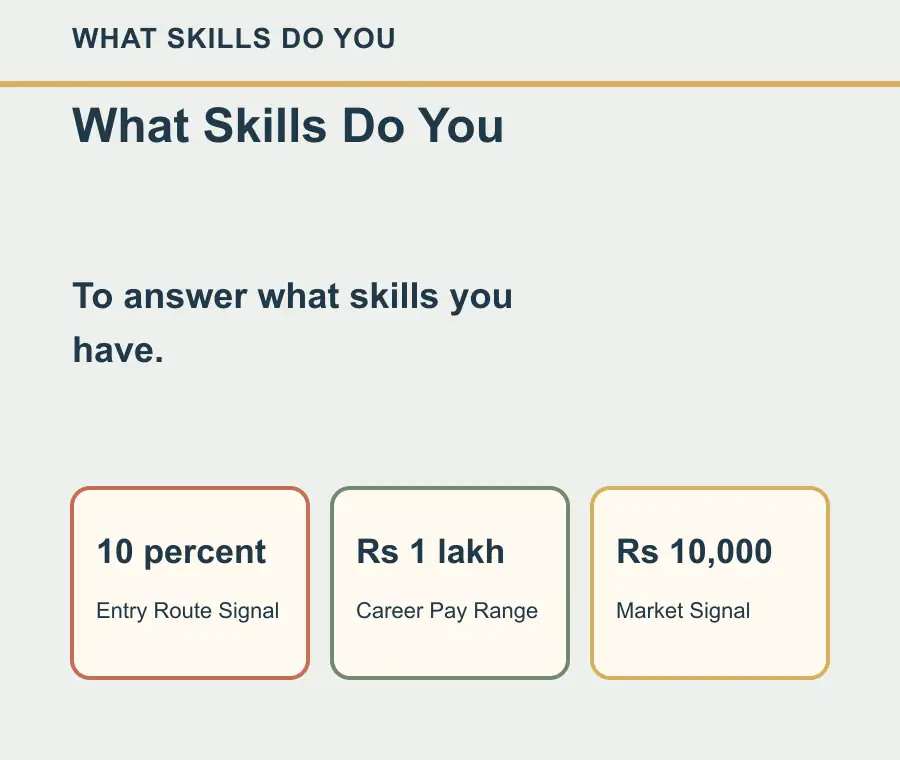 WHAT SKILLS DO YOU
What Skills Do You
To answer what skills you
have.
10 percent
Entry Route Signal
Rs 1 lakh
Career Pay Range
Rs 10,000
Market Signal